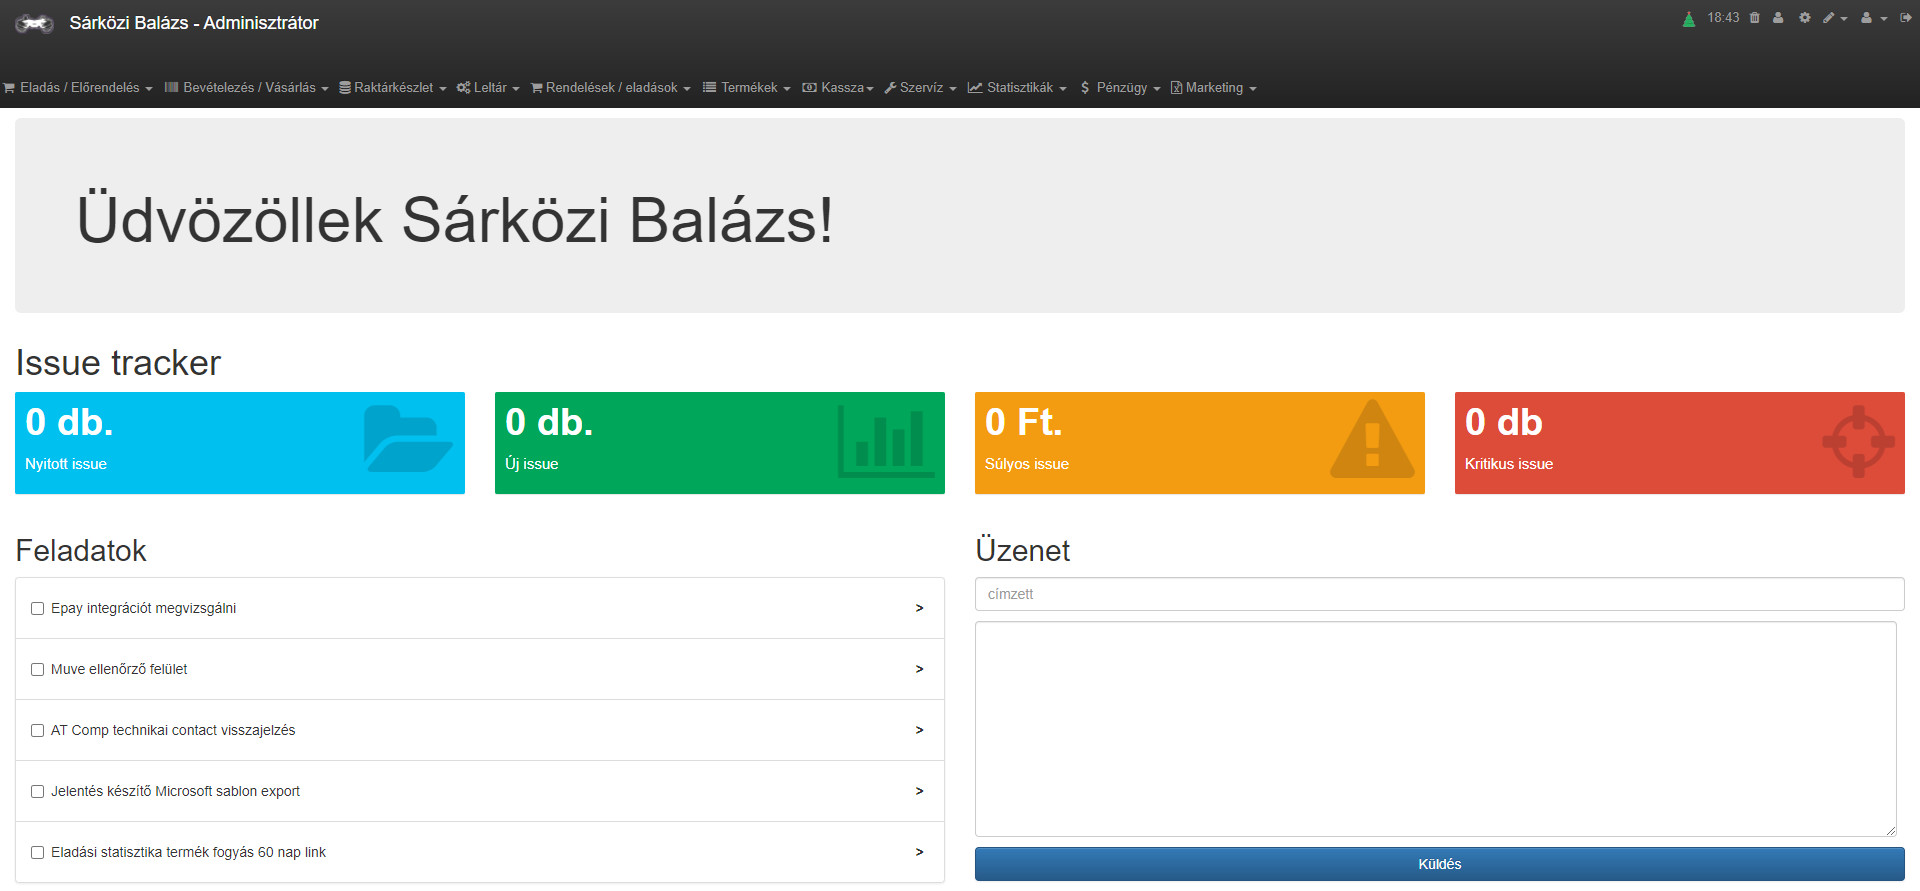 Sárközi Balázs - Adminisztrátor
18:43
Eladás / Előrendelés Bevételezés / Vásárlás Raktárkészlet Leltár Rendelések / eladások Termékek Kassza Szervíz Statisztikák Pénzügy Marketing
Üdvözöllek Sárközi Balázs!
Issue tracker
0 db. 0 db. 0 Ft. 0 db
Nyitott issue Új issue Súlyos issue Kritikus issue
Feladatok
Epay integrációt megvizsgálni >
Muve ellenőrző felület >
AT Comp technikai contact visszajelzés >
Jelentés készítő Microsoft sablon export >
Eladási statisztika termék fogyás 60 nap link >
Üzenet
címzett
Küldés